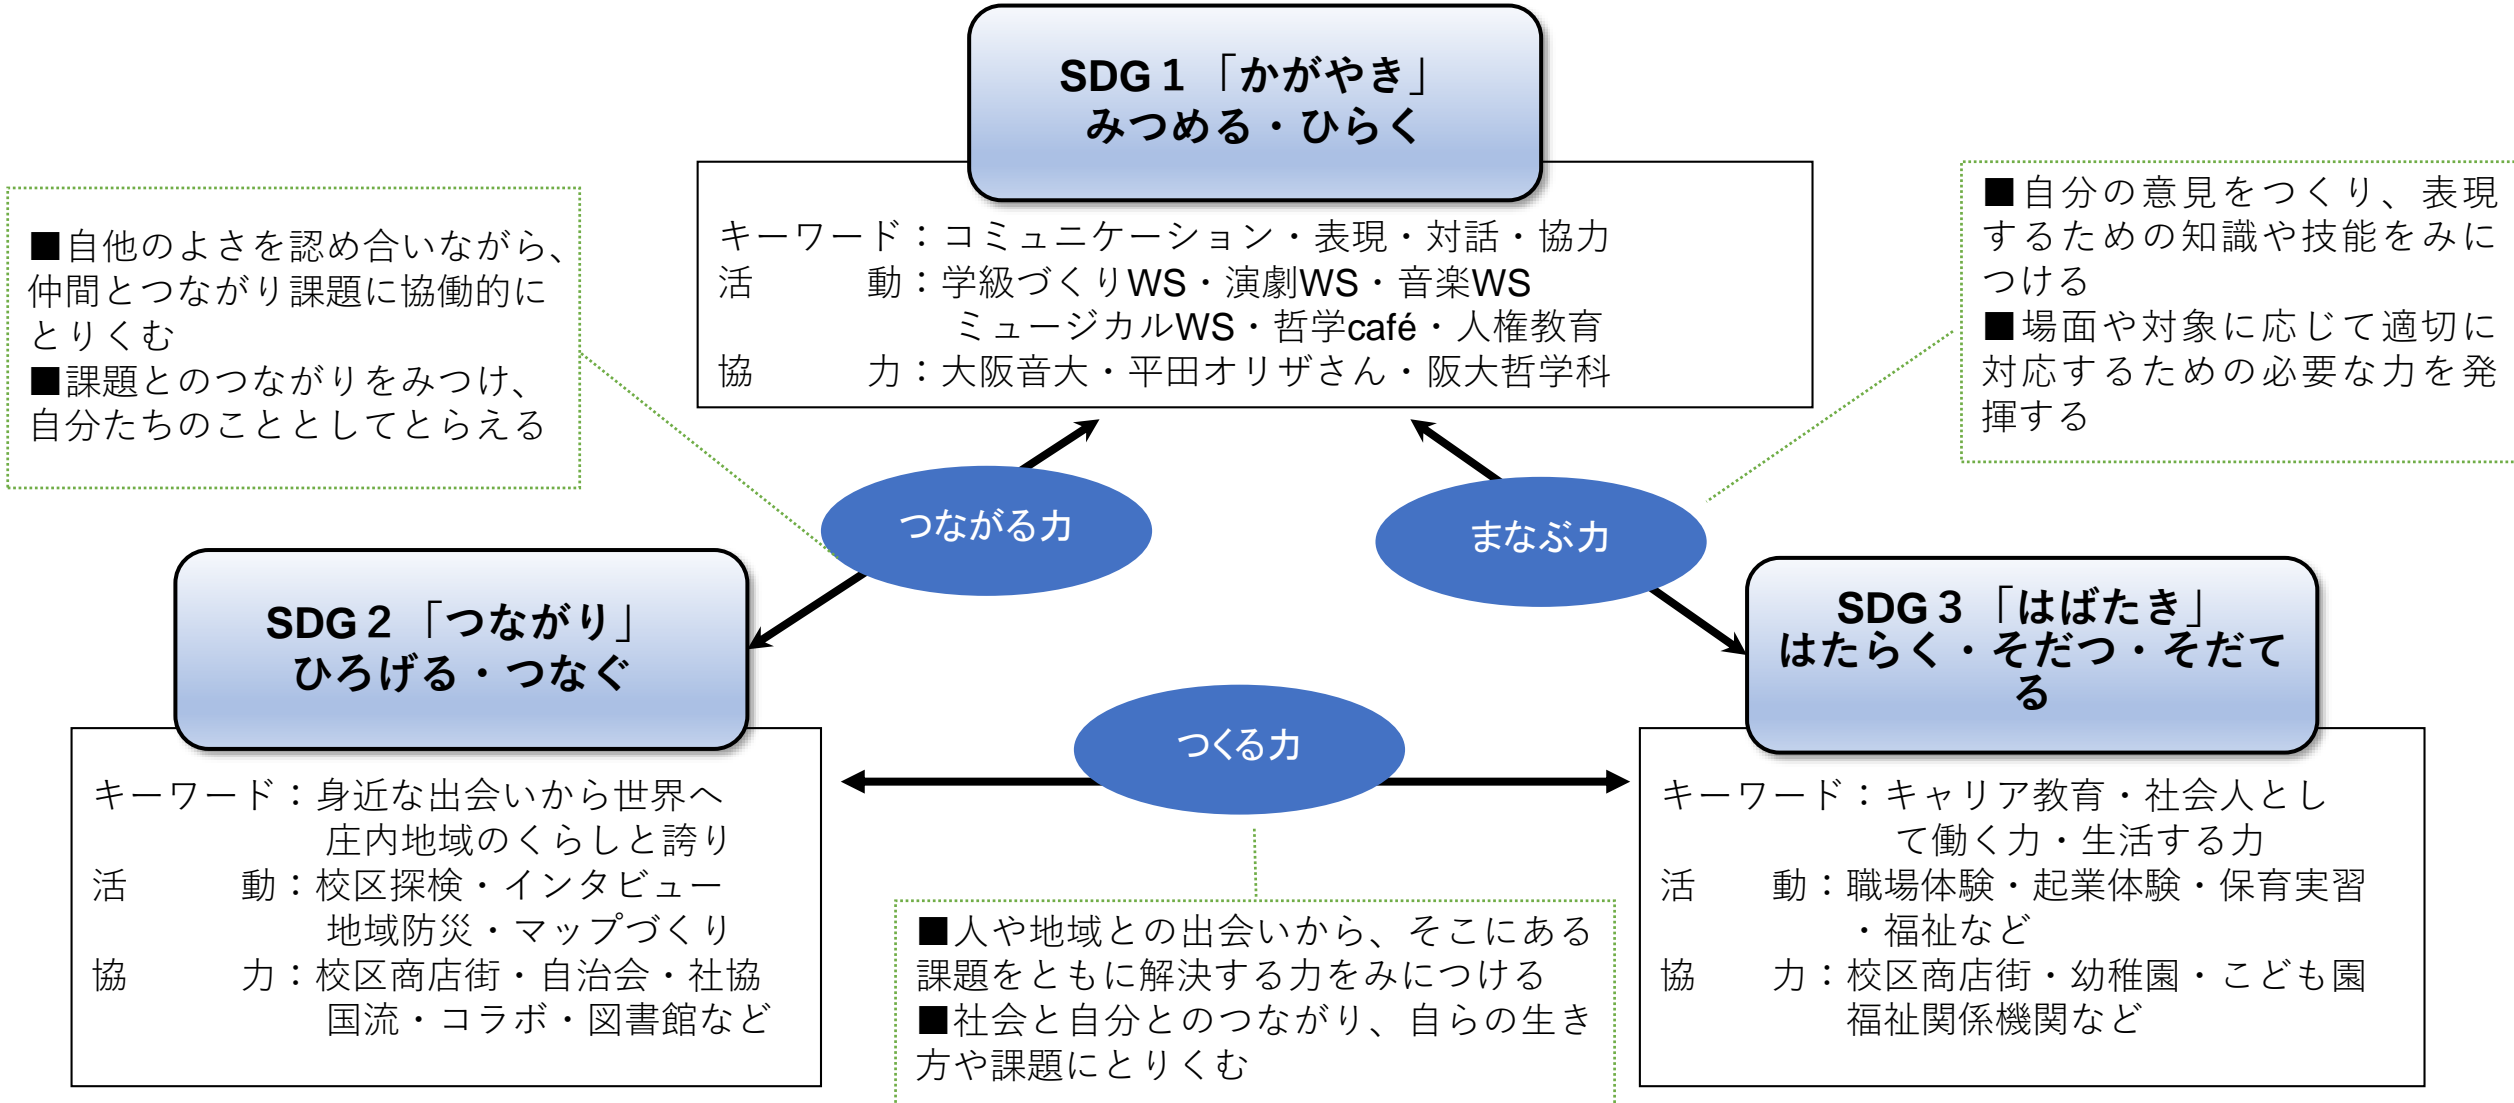 SDG１「かがやき」
みつめる・ひらく
キーワード：コミュニケーション・表現・対話・協力
活　　　動：学級づくりWS・演劇WS・音楽WS
ミュージカルWS・哲学café・人権教育
協　　　力：大阪音大・平田オリザさん・阪大哲学科
■自他のよさを認め合いながら、
仲間とつながり課題に協働的に
とりくむ
■課題とのつながりをみつけ、
自分たちのこととしてとらえる
■自分の意見をつくり、表現
するための知識や技能をみに
つける
■場面や対象に応じて適切に
対応するための必要な力を発
揮する
つながる力
まなぶ力
SDG２「つながり」
ひろげる・つなぐ
キーワード：身近な出会いから世界へ
庄内地域のくらしと誇り
活　　　動：校区探検・インタビュー
地域防災・マップづくり
協　　　力：校区商店街・自治会・社協
国流・コラボ・図書館など
つくる力
■人や地域との出会いから、そこにある
課題をともに解決する力をみにつける
■社会と自分とのつながり、自らの生き
方や課題にとりくむ
SDG３「はばたき」
はたらく・そだつ・そだて
る
キーワード：キャリア教育・社会人とし
て働く力・生活する力
活　　　動：職場体験・起業体験・保育実習
・福祉など
協　　　力：校区商店街・幼稚園・こども園
福祉関係機関など